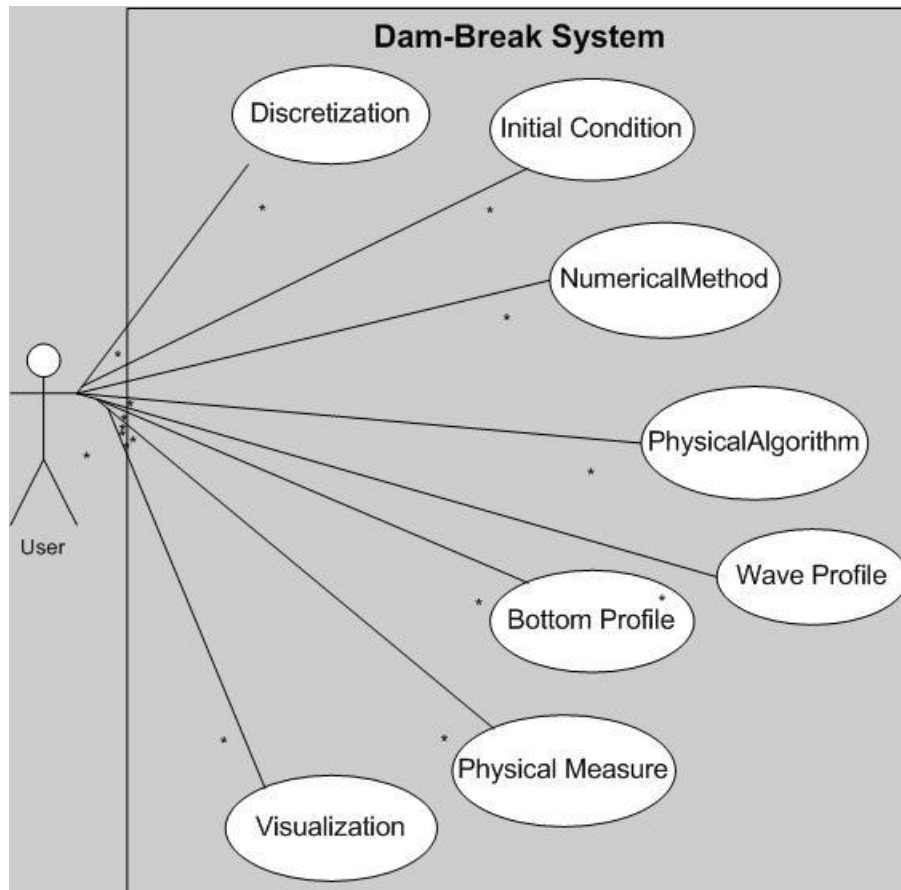 Dam-Break System
Discretization
Initial Condition
*
*
NumericalMethod
*
*
*
*
*
*
*
PhysicalAlgorithm
*
User
Wave Profile
*
*
Bottom Profile
*
*
Physical Measure
Visualization